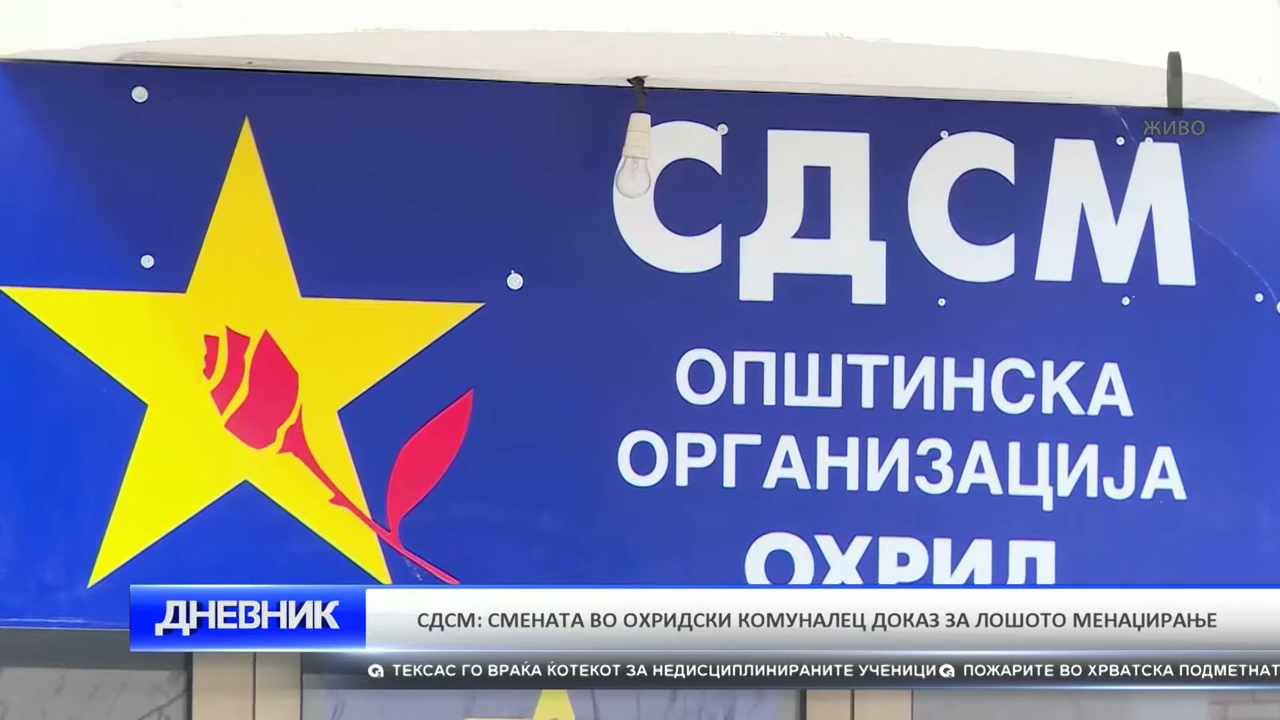 СДСМ
ЖИВО
ОПШТИНСКА
ОРГАНИЗАЦИЈА
ОХРИД
ДНЕВНИК
СДСМ: СМЕНАТА ВО ОХРИДСКИ КОМУНАЛЕЦ ДОКАЗ ЗА ЛОШОТО МЕНАЏИРАЊЕ
ТЕКСАС ГО ВРАЌА ЌОТЕКОТ ЗА НЕДИСЦИПЛИНИРАНИТЕ УЧЕНИЦИ ПОЖАРИТЕ ВО ХРВАТСКА ПОДМЕТНАТ